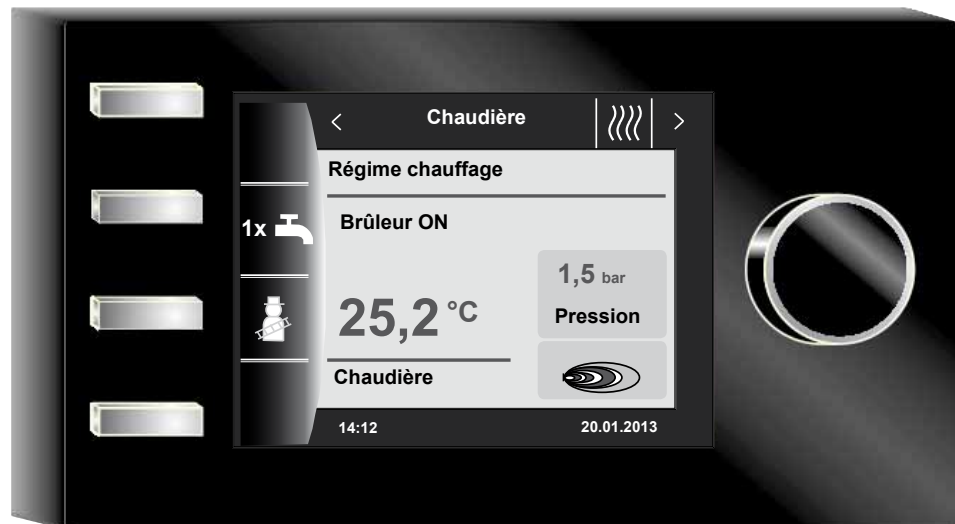 < Chaudière >
Régime chauffage
1x
Brûleur ON
1,5 bar
Pression
25,2 °C
Chaudière
14:12
20.01.2013